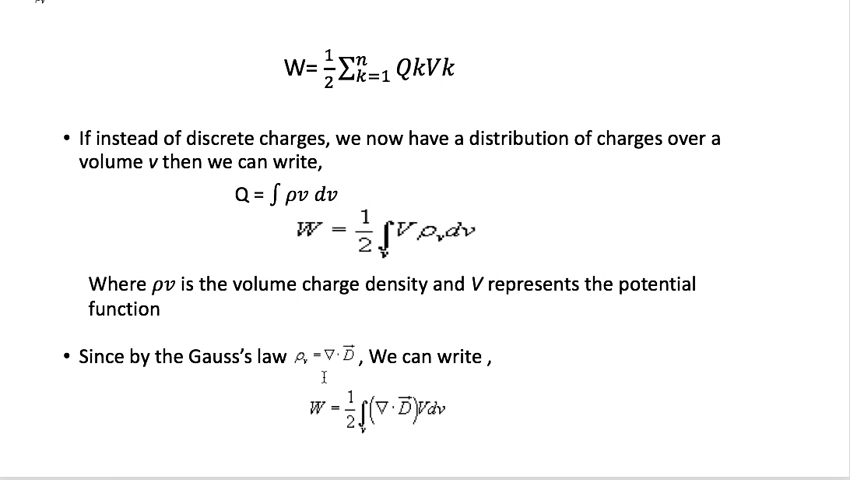 W=½∑ⁿₖ₌₁ QkVk
• If instead of discrete charges, we now have a distribution of charges over a
volume v then we can write,
Q = ∫ ρv dv
W = 1/2 ∫ᵥ V ρᵥ dv
Where ρv is the volume charge density and V represents the potential
function
• Since by the Gauss's law ρᵥ = ∇·D⃗ , We can write ,
W = 1/2 ∫ᵥ (∇·D⃗)Vdv